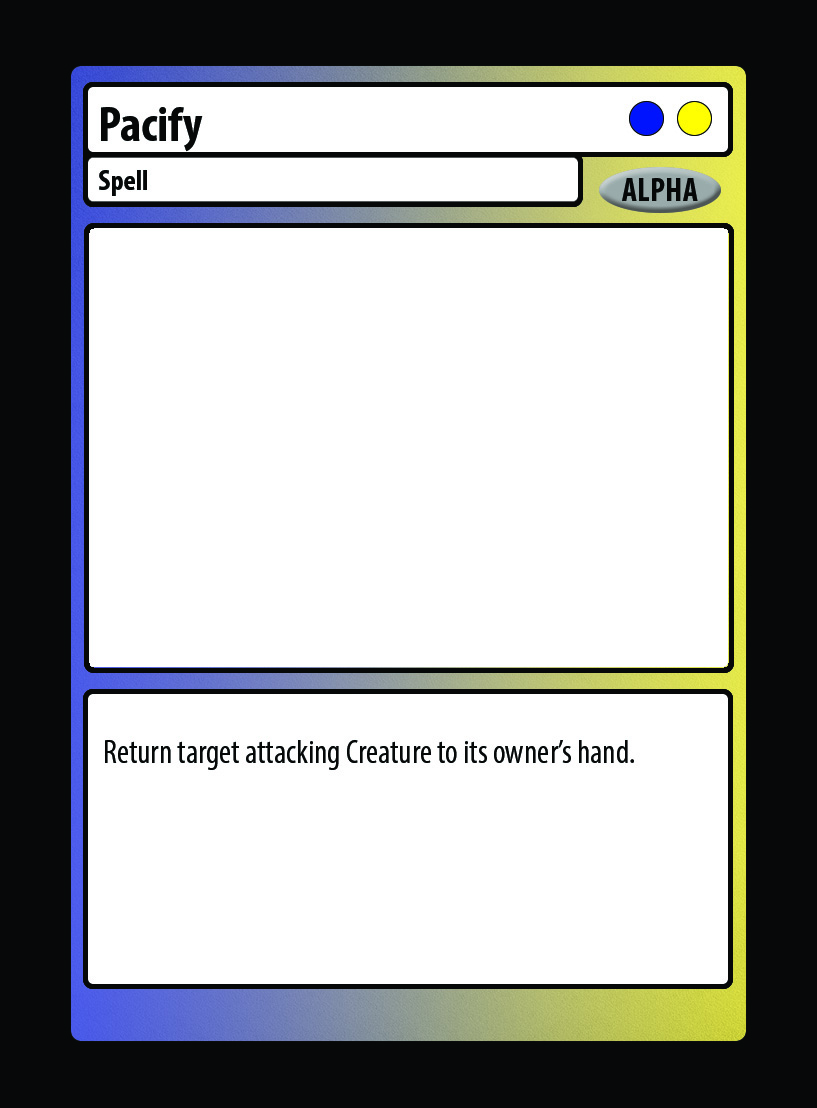 Pacify
Spell
ALPHA
Return target attacking Creature to its owner’s hand.